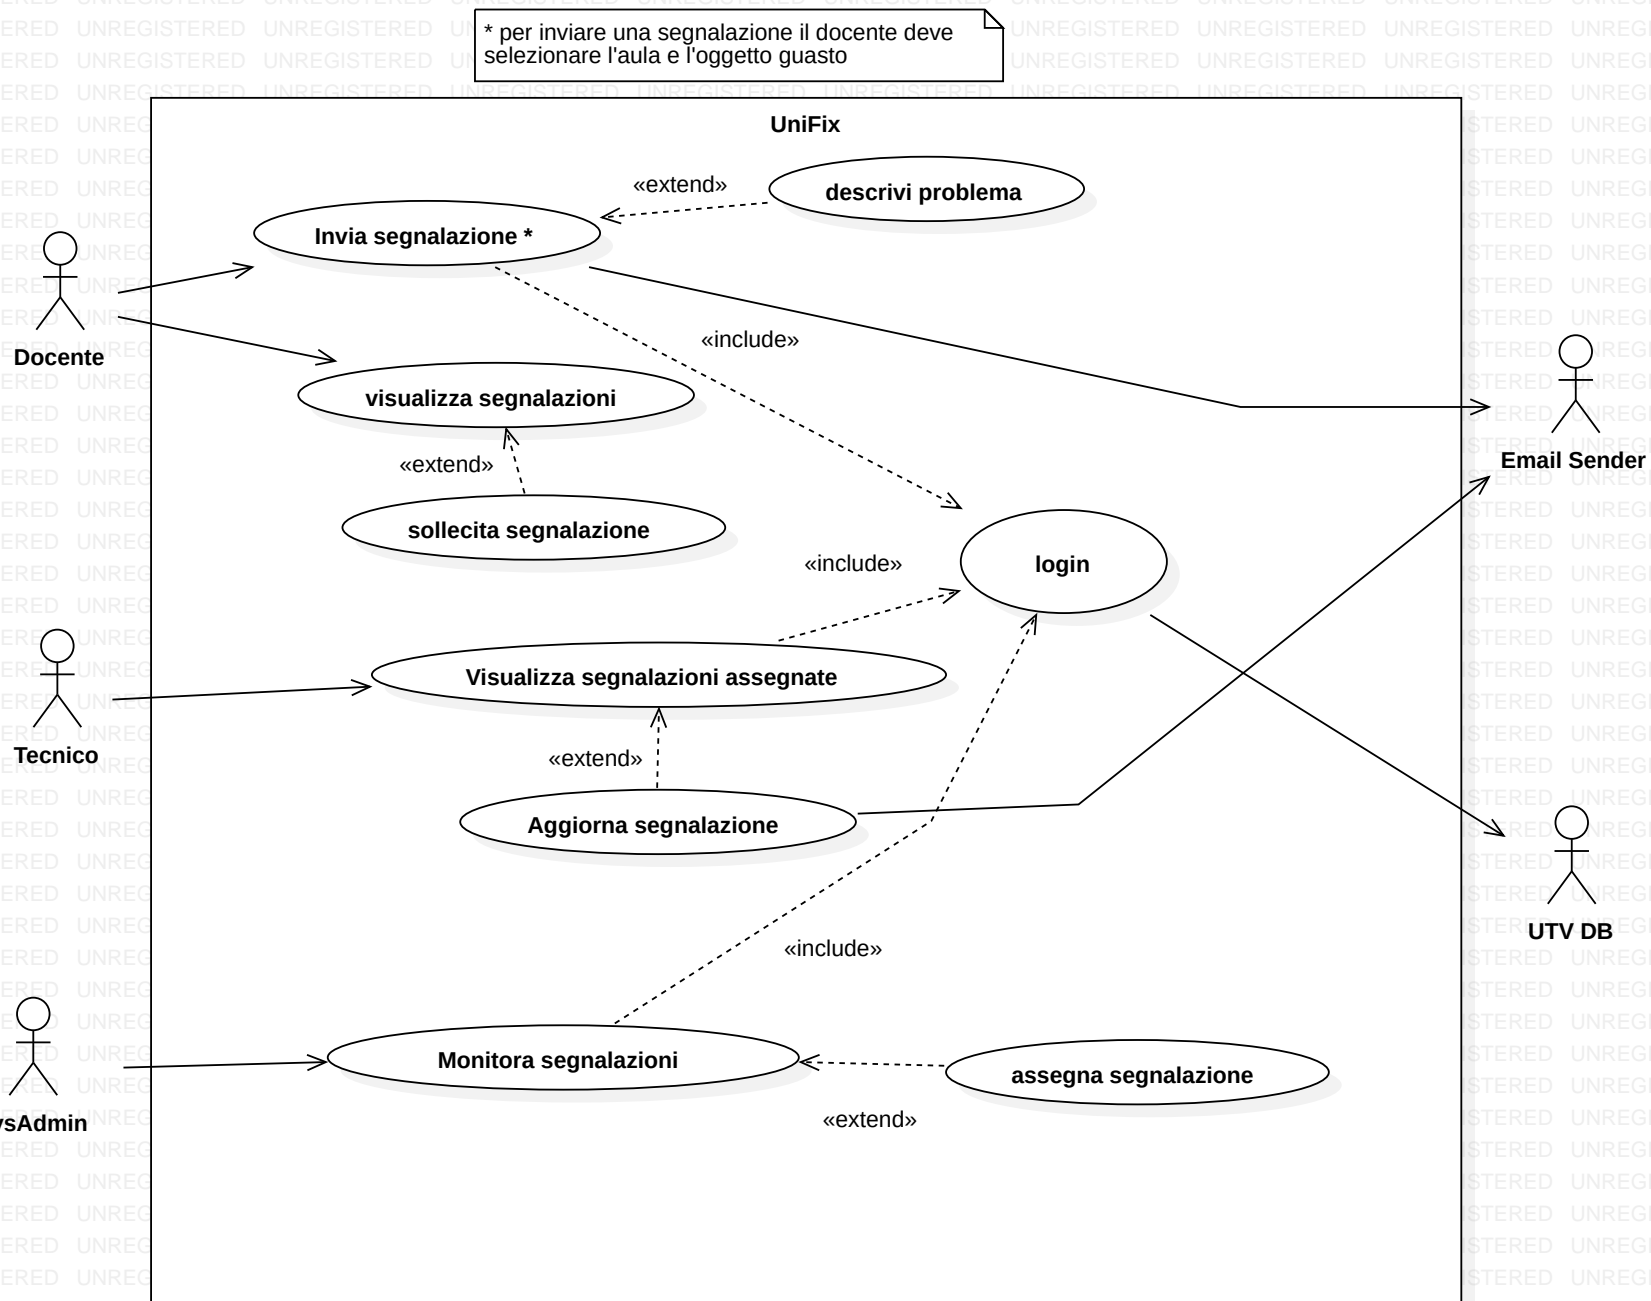 * per inviare una segnalazione il docente deve
selezionare l'aula e l'oggetto guasto
UniFix
«extend»
descrivi problema
Invia segnalazione *
Docente
«include»
visualizza segnalazioni
«extend»
sollecita segnalazione
Email Sender
«include»
login
Visualizza segnalazioni assegnate
Tecnico
«extend»
Aggiorna segnalazione
UTV DB
«include»
Monitora segnalazioni
assegna segnalazione
ysAdmin
«extend»
UNREGISTERED